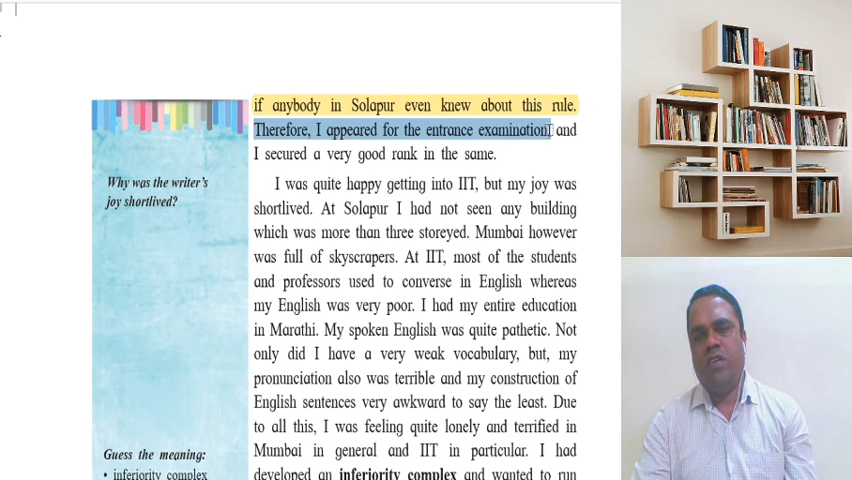 if anybody in Solapur even knew about this rule.
Therefore, I appeared for the entrance examination, and
I secured a very good rank in the same.
Why was the writer's
joy shortlived?
I was quite happy getting into IIT, but my joy was
shortlived. At Solapur I had not seen any building
which was more than three storeyed. Mumbai however
was full of skyscrapers. At IIT, most of the students
and professors used to converse in English whereas
my English was very poor. I had my entire education
in Marathi. My spoken English was quite pathetic. Not
only did I have a very weak vocabulary, but, my
pronunciation also was terrible and my construction of
English sentences very awkward to say the least. Due
to all this, I was feeling quite lonely and terrified in
Mumbai in general and IIT in particular. I had
developed an inferiority complex and wanted to run
Guess the meaning:
• inferiority complex